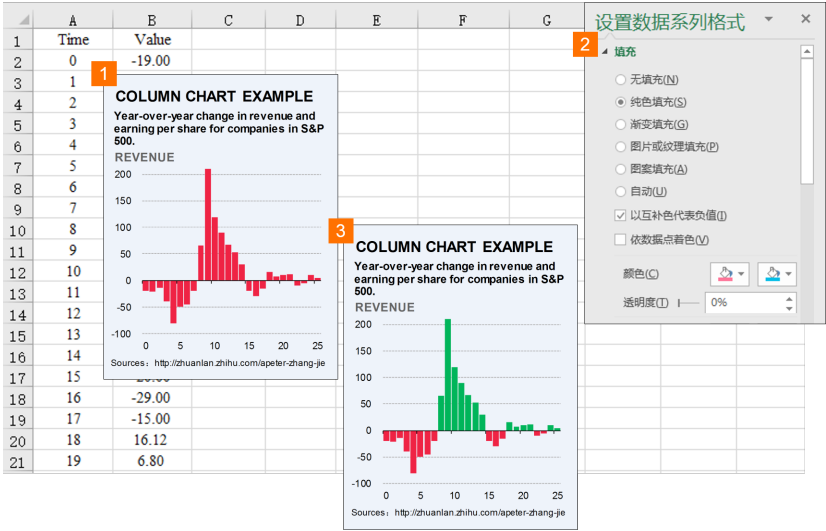 A B C D E F G
1 Time Value
2 0 -19.00
3 1
4 2
5 3
6 4
7 5
8 6
9 7
10 8
11 9
12 10
13 11
14 12
15 13
16 14
17 15
18 16 -29.00
19 17 -15.00
20 18 16.12
21 19 6.80
1
COLUMN CHART EXAMPLE
Year-over-year change in revenue and
earning per share for companies in S&P
500.
REVENUE
200
150
100
50
0
-50
-100
0 5 10 15 20 25
Sources：http://zhuanlan.zhihu.com/apeter-zhang-jie
2
设置数据系列格式
填充
无填充(N)
纯色填充(S)
渐变填充(G)
图片或纹理填充(P)
图案填充(A)
自动(U)
以互补色代表负值(I)
依数据点着色(V)
颜色(C)
透明度(T) 0%
3
COLUMN CHART EXAMPLE
Year-over-year change in revenue and
earning per share for companies in S&P
500.
REVENUE
200
150
100
50
0
-50
-100
0 5 10 15 20 25
Sources：http://zhuanlan.zhihu.com/apeter-zhang-jie